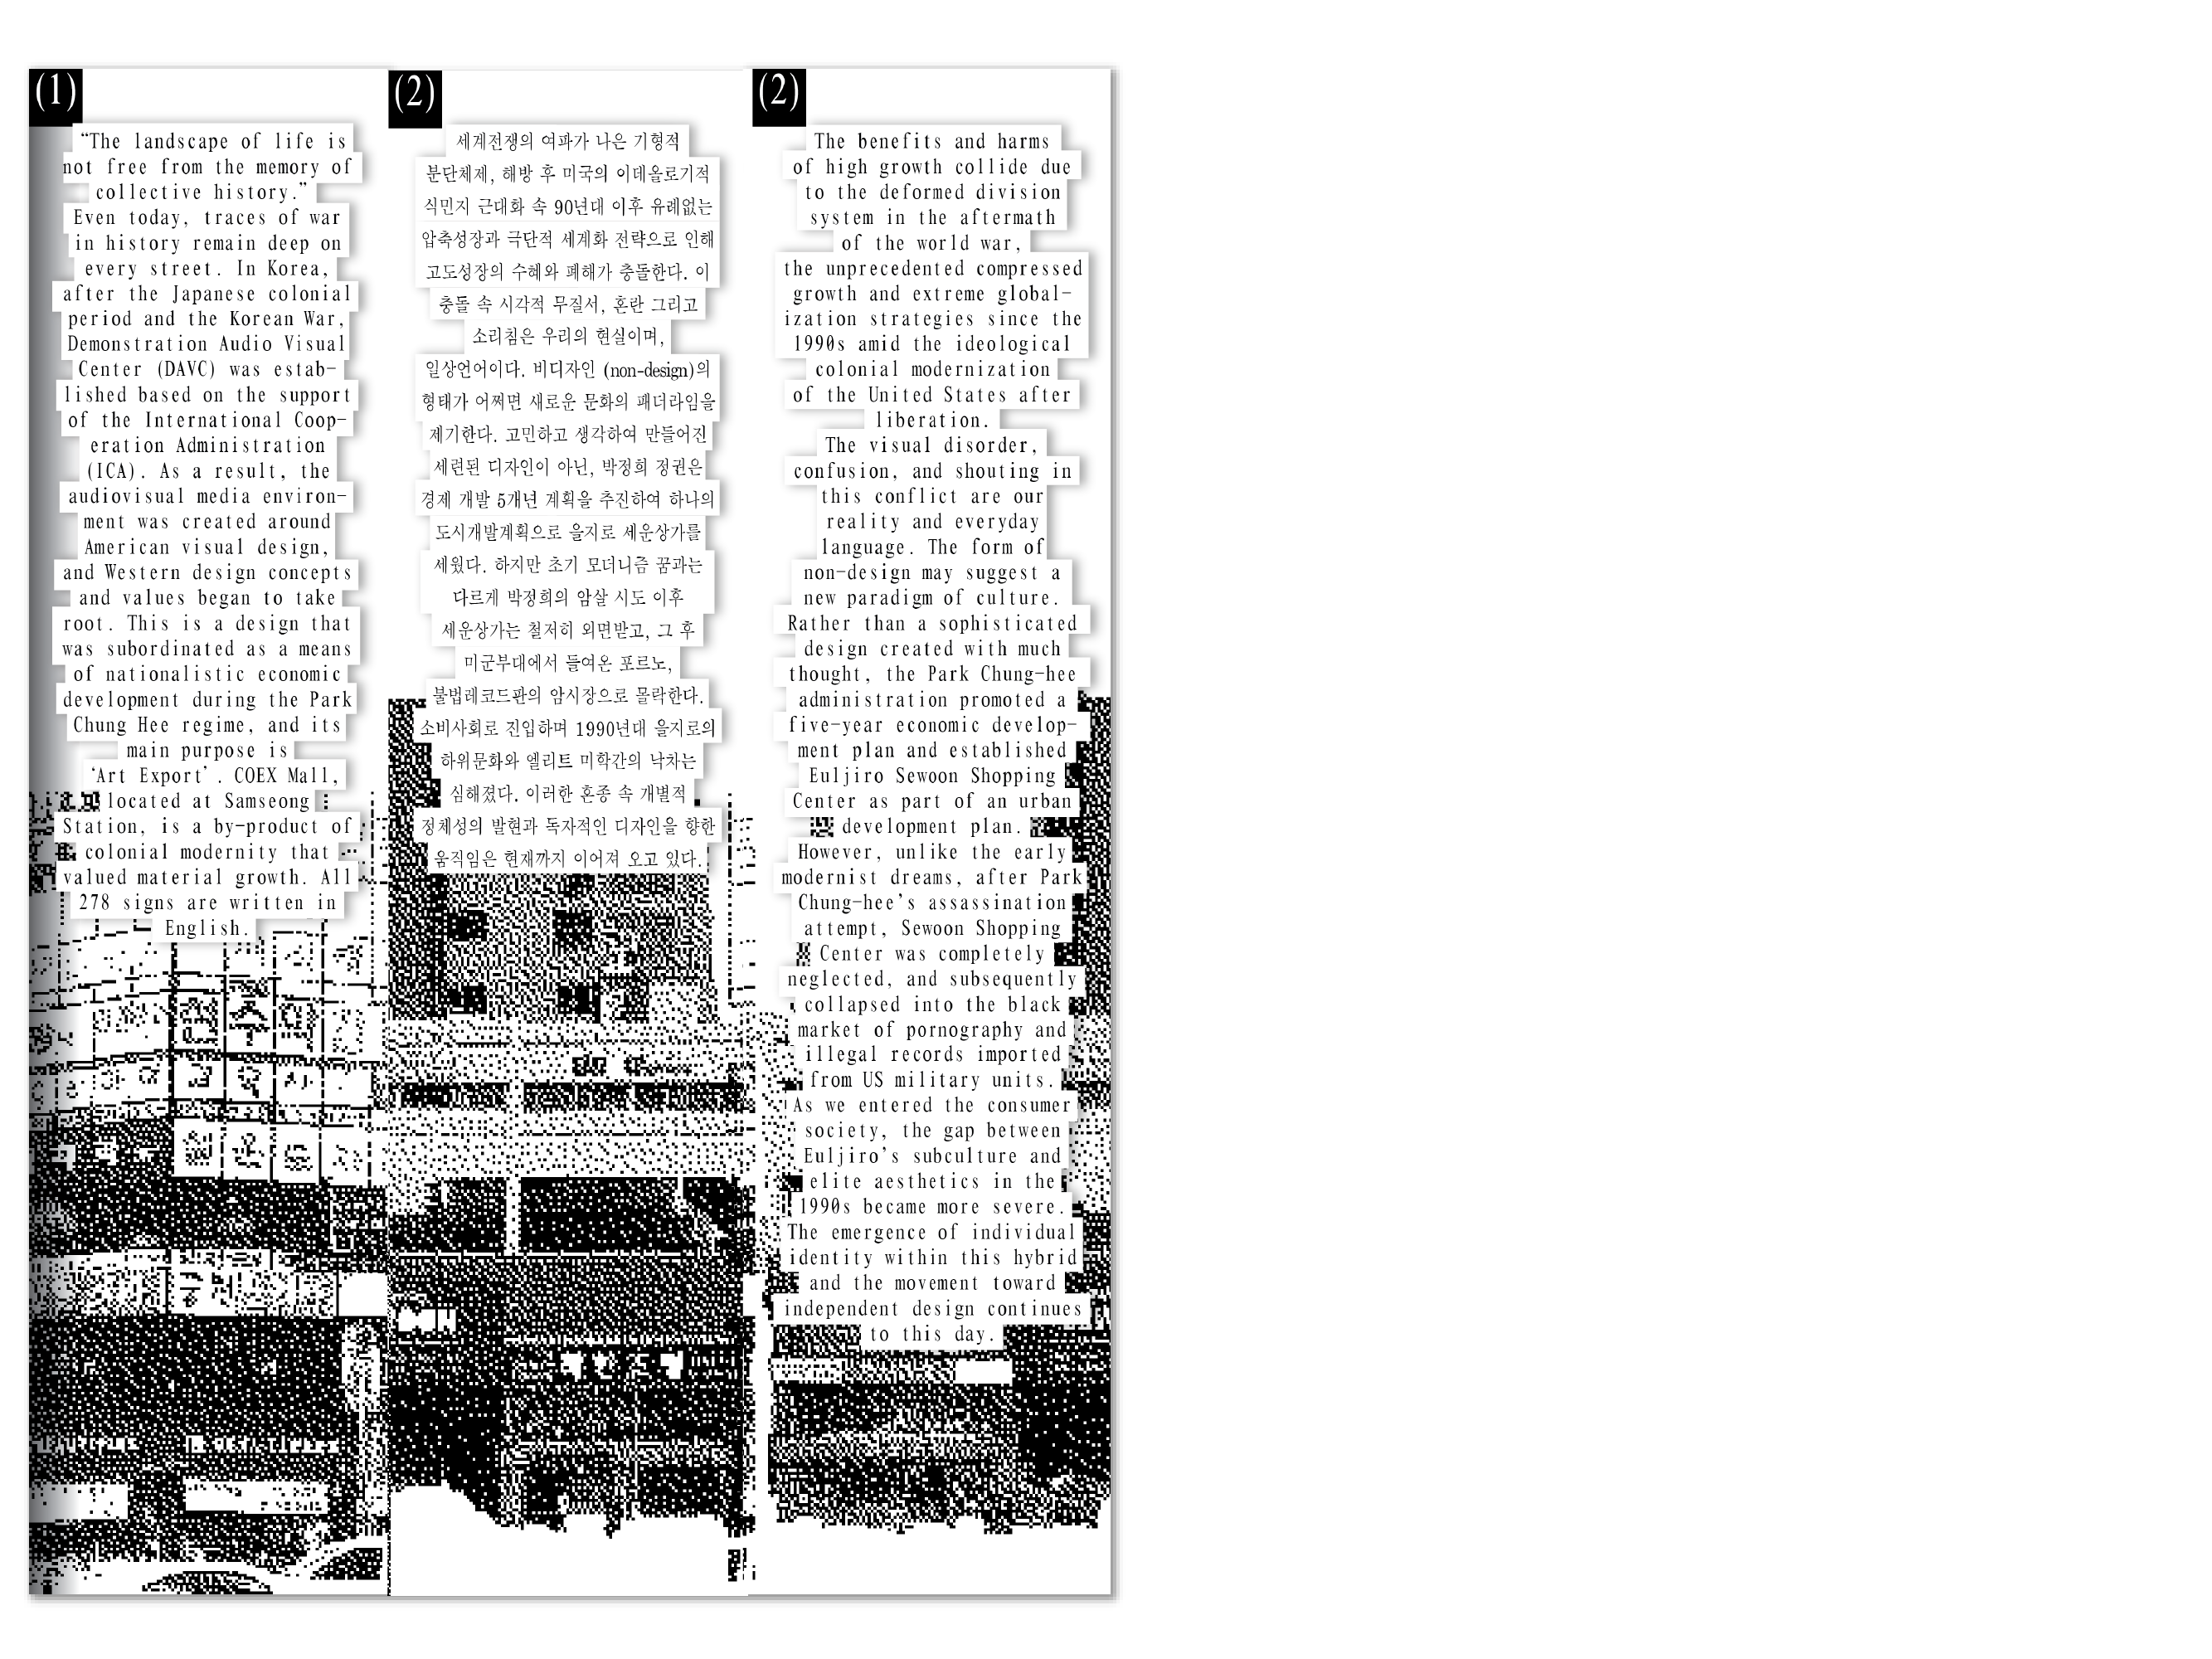 (1)
“The landscape of life is
not free from the memory of
collective history.”
Even today, traces of war
in history remain deep on
every street. In Korea,
after the Japanese colonial
period and the Korean War,
Demonstration Audio Visual
Center (DAVC) was estab-
lished based on the support
of the International Coop-
eration Administration
(ICA). As a result, the
audiovisual media environ-
ment was created around
American visual design,
and Western design concepts
and values began to take
root. This is a design that
was subordinated as a means
of nationalistic economic
development during the Park
Chung Hee regime, and its
main purpose is
‘Art Export’. COEX Mall,
located at Samseong
Station, is a by-product of
colonial modernity that
valued material growth. All
278 signs are written in
English.
(2)
세계전쟁의 여파가 나은 기형적
분단체제, 해방 후 미국의 이데올로기적
식민지 근대화 속 90년대 이후 유례없는
압축성장과 극단적 세계화 전략으로 인해
고도성장의 수혜와 폐해가 충돌한다. 이
충돌 속 시각적 무질서, 혼란 그리고
소리침은 우리의 현실이며,
일상언어이다. 비디자인 (non-design)의
형태가 어쩌면 새로운 문화의 패더라임을
제기한다. 고민하고 생각하여 만들어진
세련된 디자인이 아닌, 박정희 정권은
경제 개발 5개년 계획을 추진하여 하나의
도시개발계획으로 을지로 세운상가를
세웠다. 하지만 초기 모더니즘 꿈과는
다르게 박정희의 암살 시도 이후
세운상가는 철저히 외면받고, 그 후
미군부대에서 들여온 포르노,
불법레코드판의 암시장으로 몰락한다.
소비사회로 진입하며 1990년대 을지로의
하위문화와 엘리트 미학간의 낙차는
심해졌다. 이러한 혼종 속 개별적
정체성의 발현과 독자적인 디자인을 향한
움직임은 현재까지 이어져 오고 있다.
(2)
The benefits and harms
of high growth collide due
to the deformed division
system in the aftermath
of the world war,
the unprecedented compressed
growth and extreme global-
ization strategies since the
1990s amid the ideological
colonial modernization
of the United States after
liberation.
The visual disorder,
confusion, and shouting in
this conflict are our
reality and everyday
language. The form of
non-design may suggest a
new paradigm of culture.
Rather than a sophisticated
design created with much
thought, the Park Chung-hee
administration promoted a
five-year economic develop-
ment plan and established
Euljiro Sewoon Shopping
Center as part of an urban
development plan.
However, unlike the early
modernist dreams, after Park
Chung-hee’s assassination
attempt, Sewoon Shopping
Center was completely
neglected, and subsequently
collapsed into the black
market of pornography and
illegal records imported
from US military units.
As we entered the consumer
society, the gap between
Euljiro’s subculture and
elite aesthetics in the
1990s became more severe.
The emergence of individual
identity within this hybrid
and the movement toward
independent design continues
to this day.